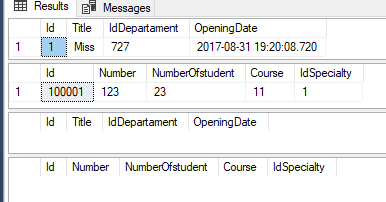 Results Messages
Id Title IdDepartament OpeningDate
1 1 Miss 727 2017-08-31 19:20:08.720
Id Number NumberOfstudent Course IdSpecialty
1 100001 123 23 11 1
Id Title IdDepartament OpeningDate
Id Number NumberOfstudent Course IdSpecialty